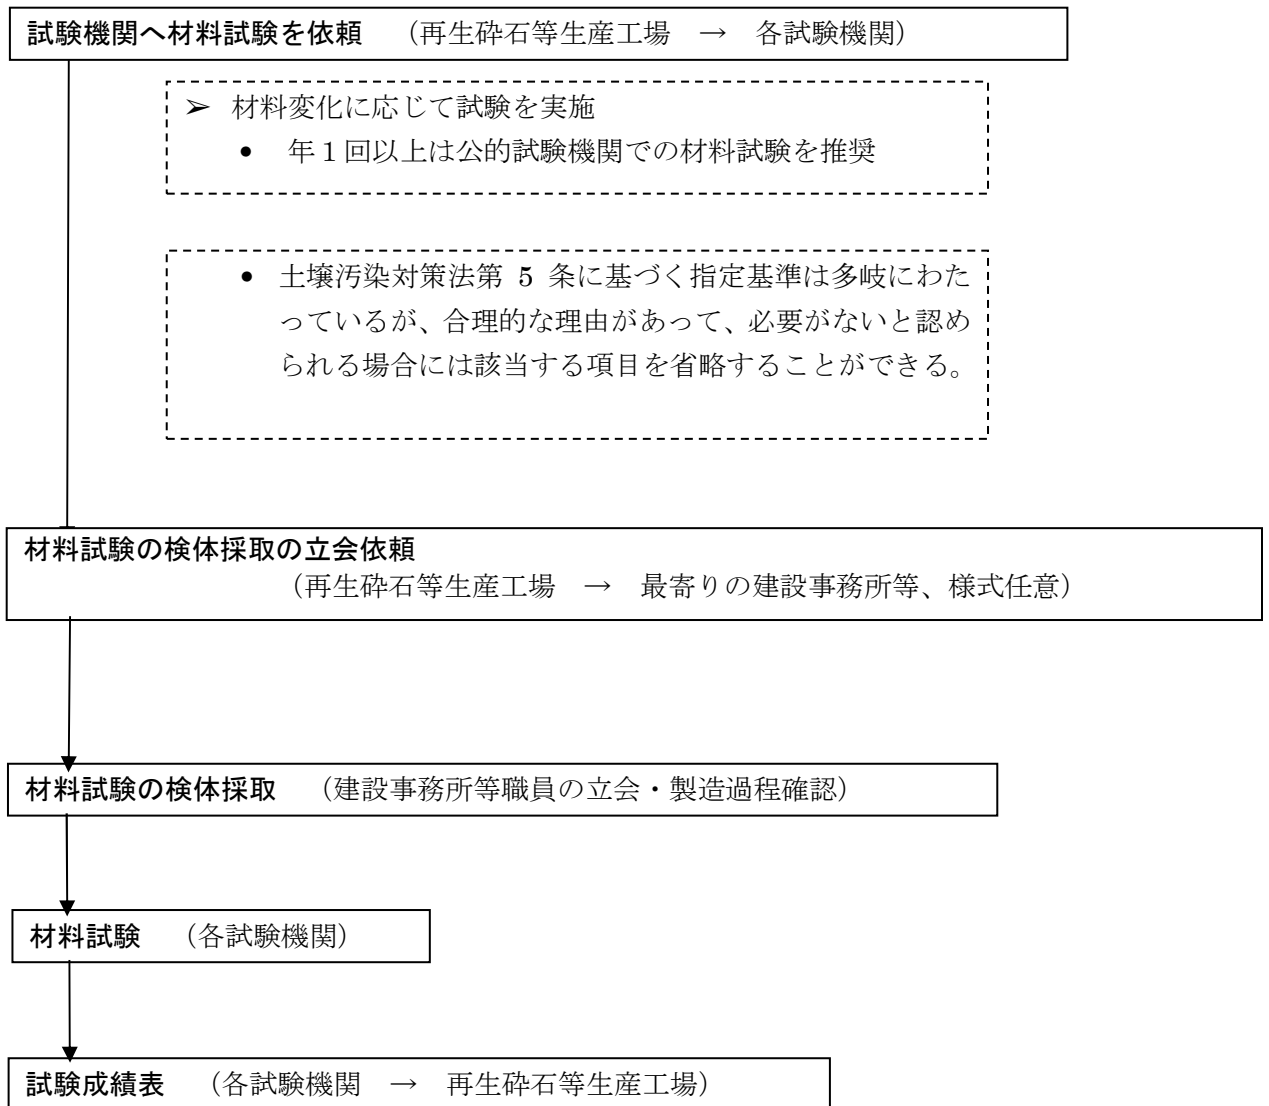 試験機関へ材料試験を依頼　（再生砕石等生産工場　→　各試験機関）
➢ 材料変化に応じて試験を実施
• 年１回以上は公的試験機関での材料試験を推奨
• 土壌汚染対策法第 5 条に基づく指定基準は多岐にわた
っているが、合理的な理由があって、必要がないと認め
られる場合には該当する項目を省略することができる。
材料試験の検体採取の立会依頼
（再生砕石等生産工場　→　最寄りの建設事務所等、様式任意）
材料試験の検体採取　（建設事務所等職員の立会・製造過程確認）
材料試験　（各試験機関）
試験成績表　（各試験機関　→　再生砕石等生産工場）